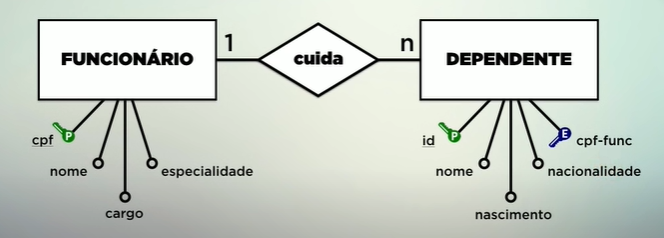 1 n
FUNCIONÁRIO cuida DEPENDENTE
cpf P id P E cpf-func
nome especialidade nome nacionalidade
cargo nascimento